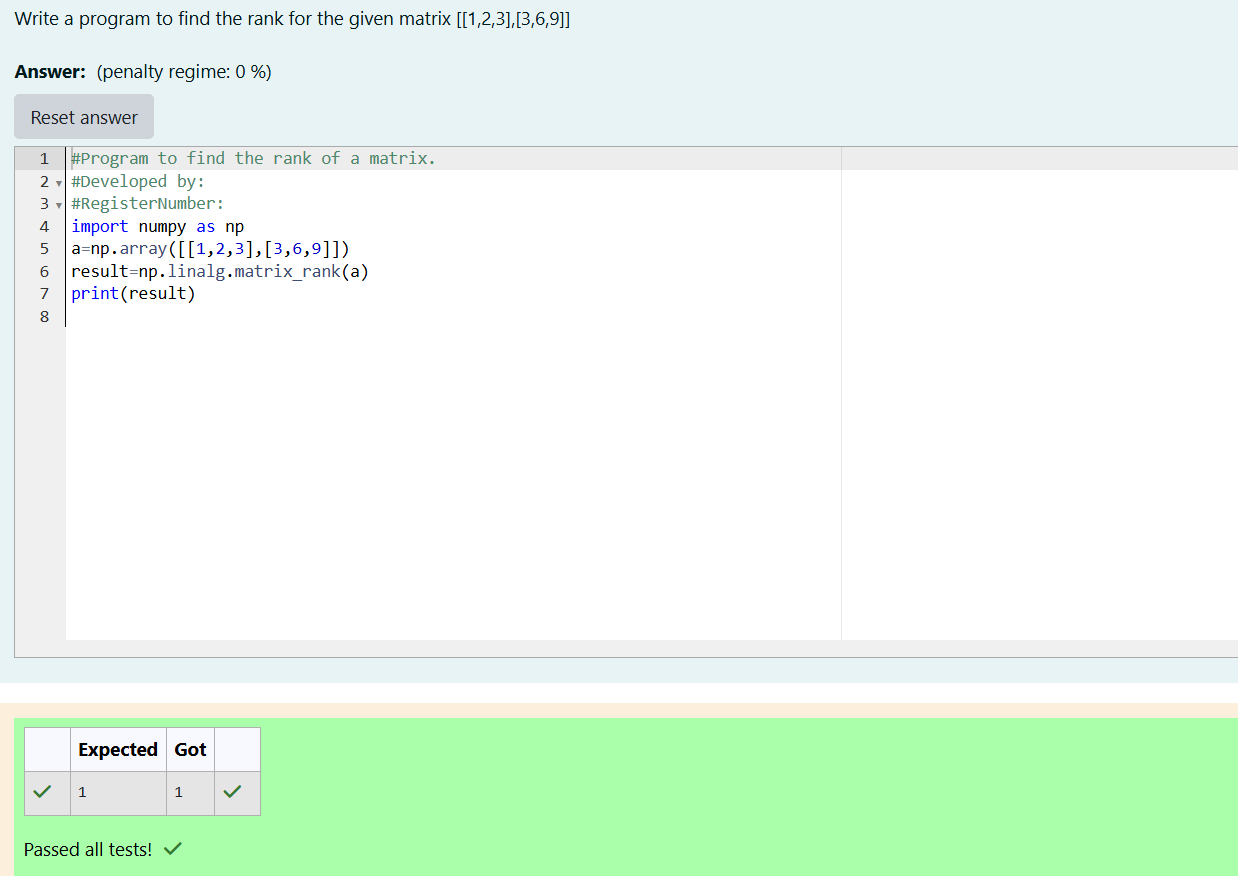 Write a program to find the rank for the given matrix [[1,2,3],[3,6,9]]
Answer: (penalty regime: 0 %)
Reset answer
1 #Program to find the rank of a matrix.
2 #Developed by:
3 #RegisterNumber:
4 import numpy as np
5 a=np.array([[1,2,3],[3,6,9]])
6 result=np.linalg.matrix_rank(a)
7 print(result)
8
Expected Got
1 1
Passed all tests!